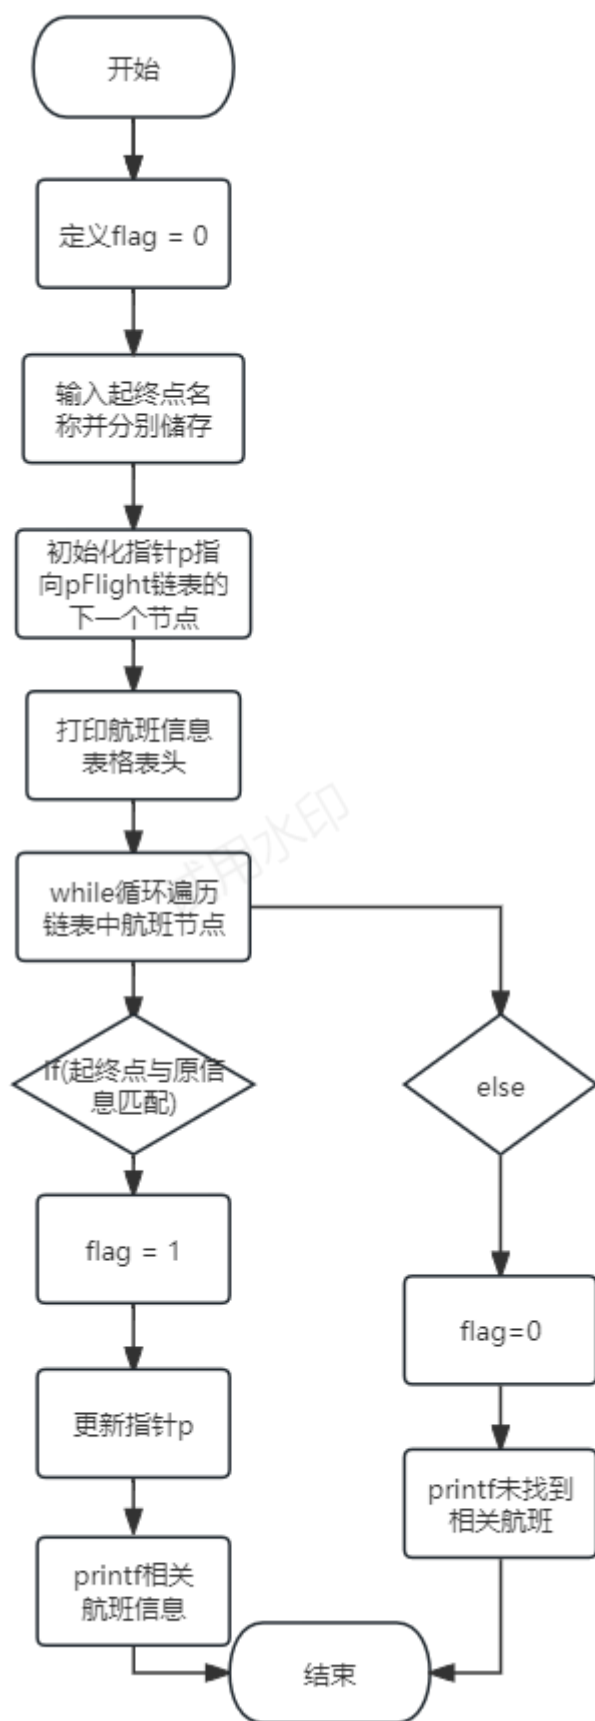 开始
定义flag = 0
输入起终点名
称并分别储存
初始化指针p指
向pFlight链表的
下一个节点
打印航班信息
表格表头
试用水印
while循环遍历
链表中航班节点
if(起终点与原信
息匹配)
else
flag = 1
flag=0
更新指针p
printf未找到
相关航班
printf相关
航班信息
结束